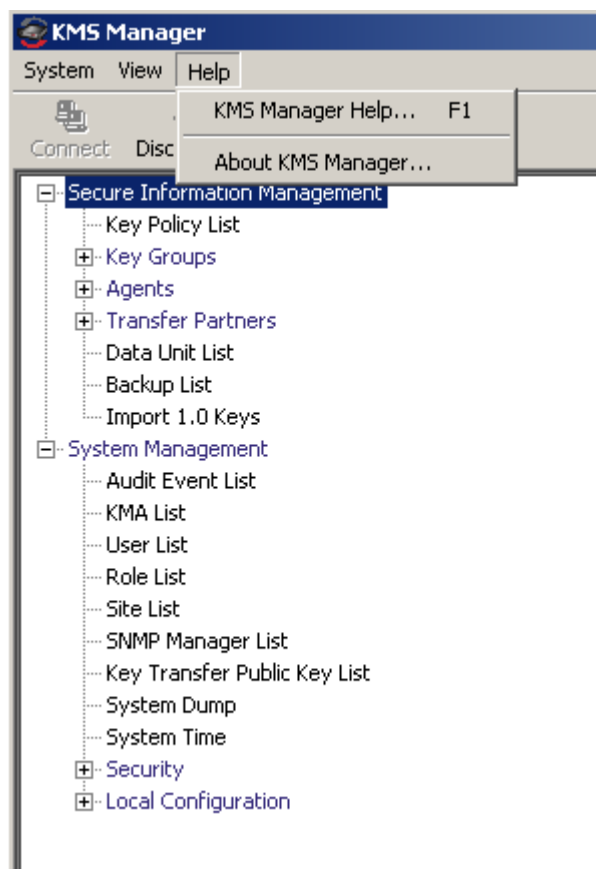 KMS Manager
System View Help
KMS Manager Help... F1
Connect Disc
About KMS Manager...
Secure Information Management
Key Policy List
Key Groups
Agents
Transfer Partners
Data Unit List
Backup List
Import 1.0 Keys
System Management
Audit Event List
KMA List
User List
Role List
Site List
SNMP Manager List
Key Transfer Public Key List
System Dump
System Time
Security
Local Configuration